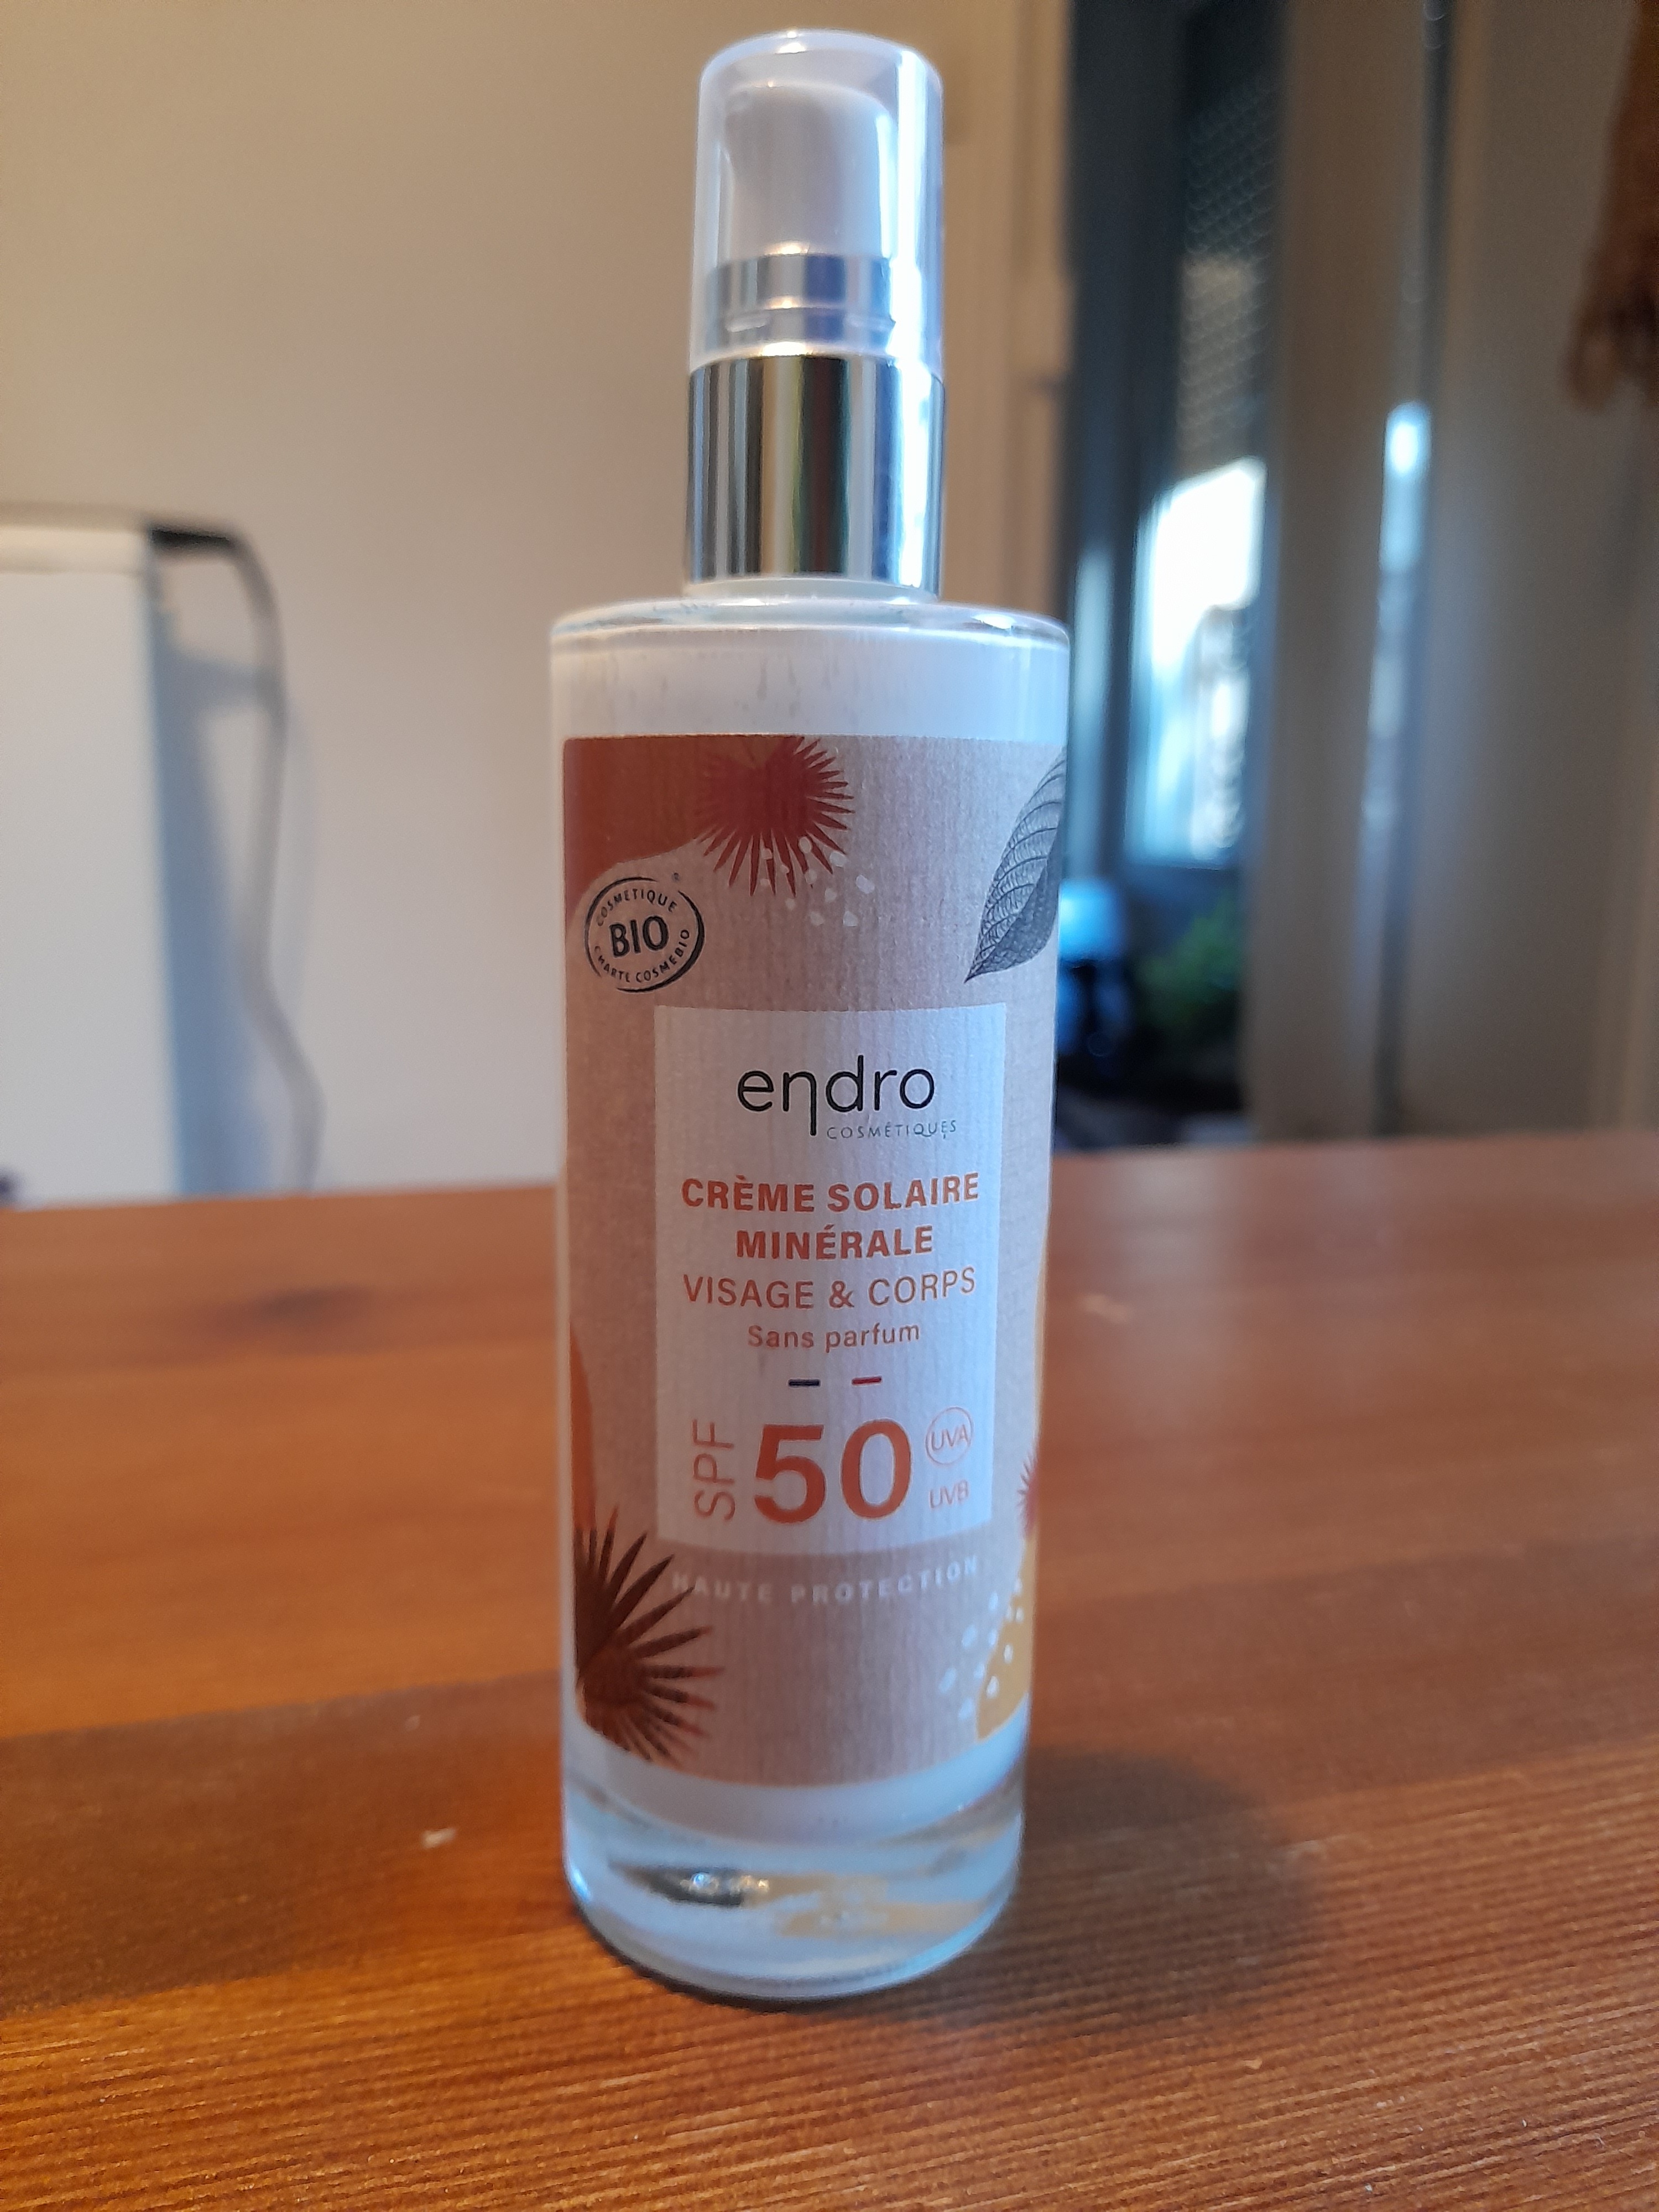 COSMETIQUE
BIO
CHARTE COSMEBIO
®
endro
COSMÉTIQUES
CRÈME SOLAIRE
MINÉRALE
VISAGE & CORPS
Sans parfum
SPF 50 UVA
UVB
HAUTE PROTECTION